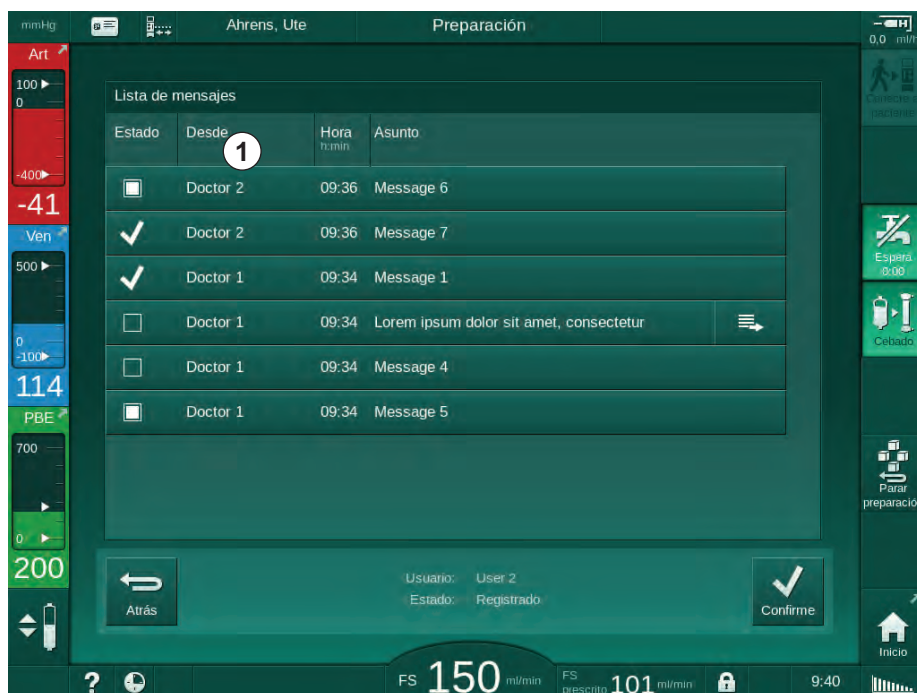 mmHg Ahrens, Ute Preparación 0,0 ml/h
Art
100
0
-400
-41
Ven
500
0
-100
114
PBE
700
0
200
Lista de mensajes
Estado Desde Hora Asunto
h:min
1
Doctor 2 09:36 Message 6
Doctor 2 09:36 Message 7
Doctor 1 09:34 Message 1
Doctor 1 09:34 Lorem ipsum dolor sit amet, consectetur
Doctor 1 09:34 Message 4
Doctor 1 09:34 Message 5
Atrás
Usuario: User 2
Estado: Registrado
Confirme
Espera
0:00
Cebado
Parar
preparació
Inicio
? FS 150 ml/min FS prescrito 101 ml/min 9:40